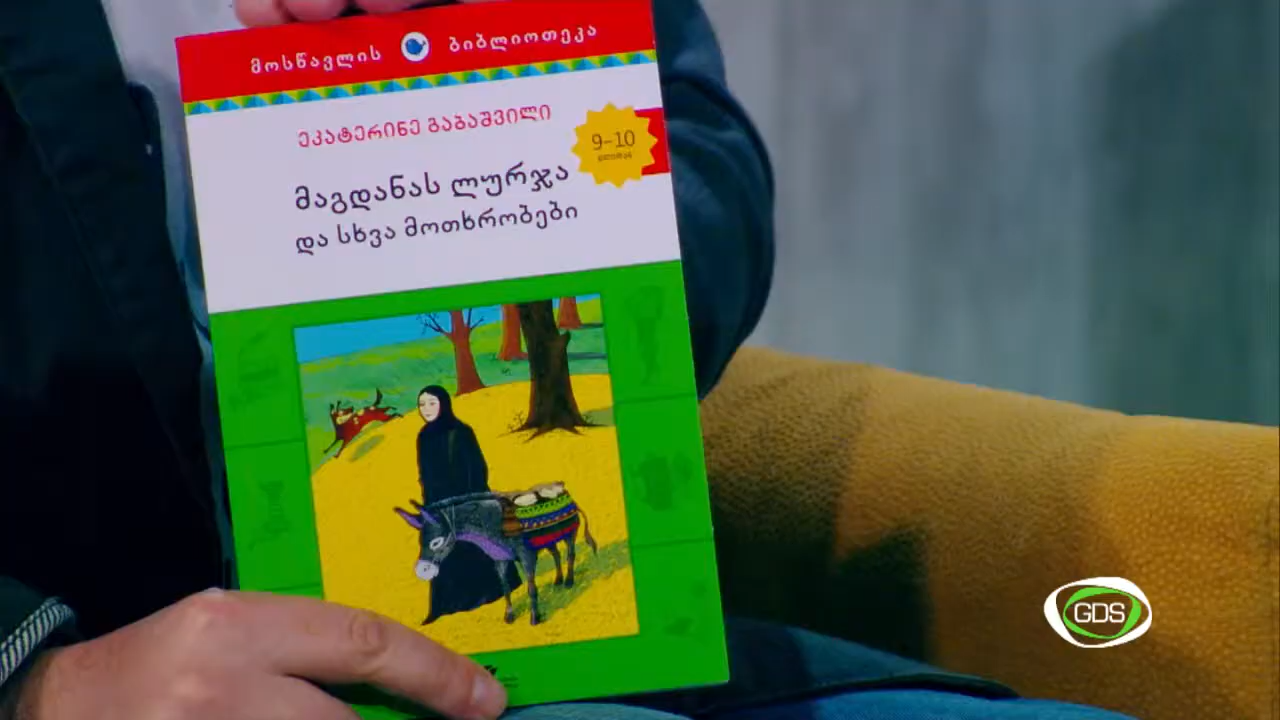 მოსწავლის ბიბლიოთეკა
ეკატერინე გაბაშვილი
9–10
მაგდანას ლურჯა
და სხვა მოთხრობები
GDS